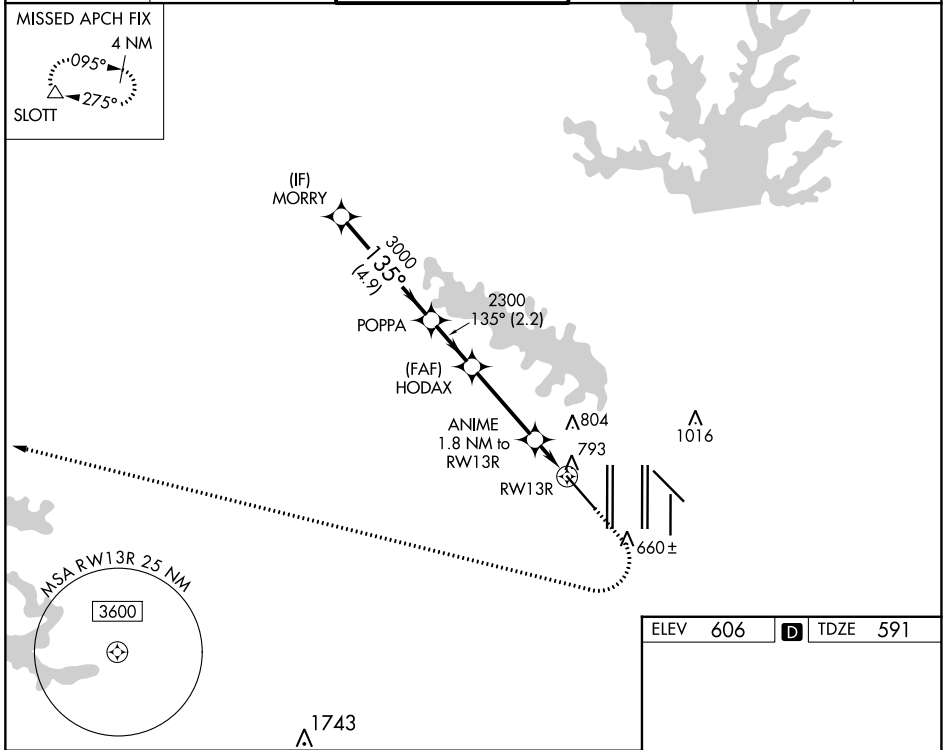 MISSED APCH FIX
4 NM
095°
275°
SLOTT
(IF)
MORRY
3000
135°
(4.9)
POPPA
2300
135° (2.2)
(FAF)
HODAX
ANIME
1.8 NM to
RW13R
804
793
1016
RW13R
660±
MSA RW13R 25 NM
3600
1743
ELEV 606 D TDZE 591